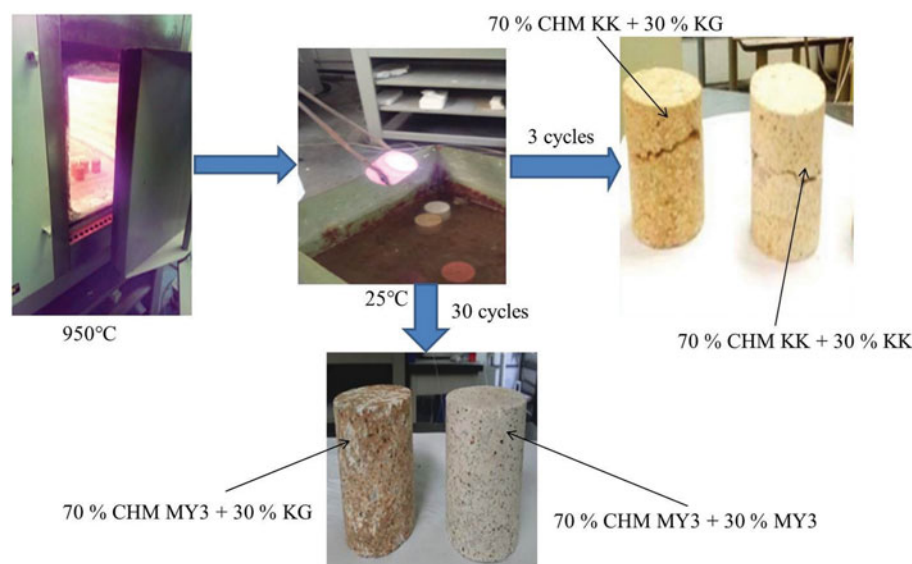 70 % CHM KK + 30 % KG
3 cycles
950°C
25°C
30 cycles
70 % CHM KK + 30 % KK
70 % CHM MY3 + 30 % KG
70 % CHM MY3 + 30 % MY3